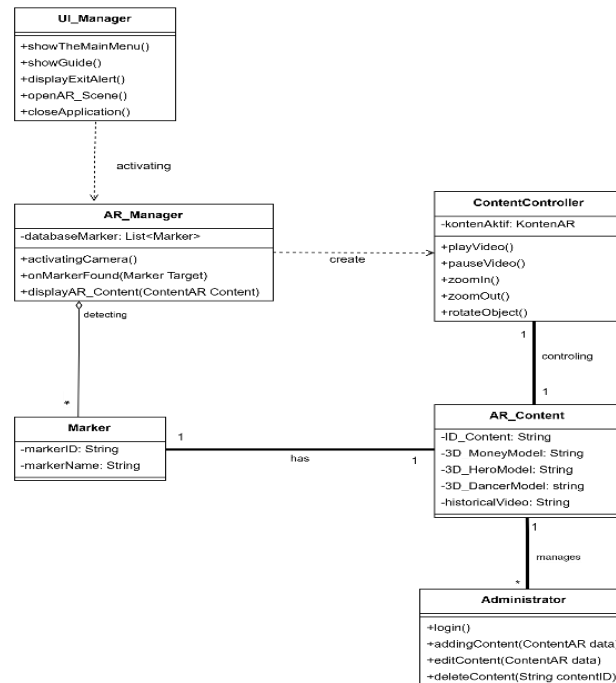 UI_Manager
+showTheMainMenu()
+showGuide()
+displayExitAlert()
+openAR_Scene()
+closeApplication()
activating
AR_Manager
-databaseMarker: List<Marker>
+activatingCamera()
+onMarkerFound(Marker Target)
+displayAR_Content(ContentAR Content)
create
ContentController
-kontenAktif: KontenAR
+playVideo()
+pauseVideo()
+zoomIn()
+zoomOut()
+rotateObject()
detecting
*
1
controling
1
Marker
-markerID: String
-markerName: String
1
has
1
AR_Content
-ID_Content: String
-3D_MoneyModel: String
-3D_HeroModel: String
-3D_DancerModel: string
-historicalVideo: String
1
manages
*
Administrator
+login()
+addingContent(ContentAR data)
+editContent(ContentAR data)
+deleteContent(String contentID)